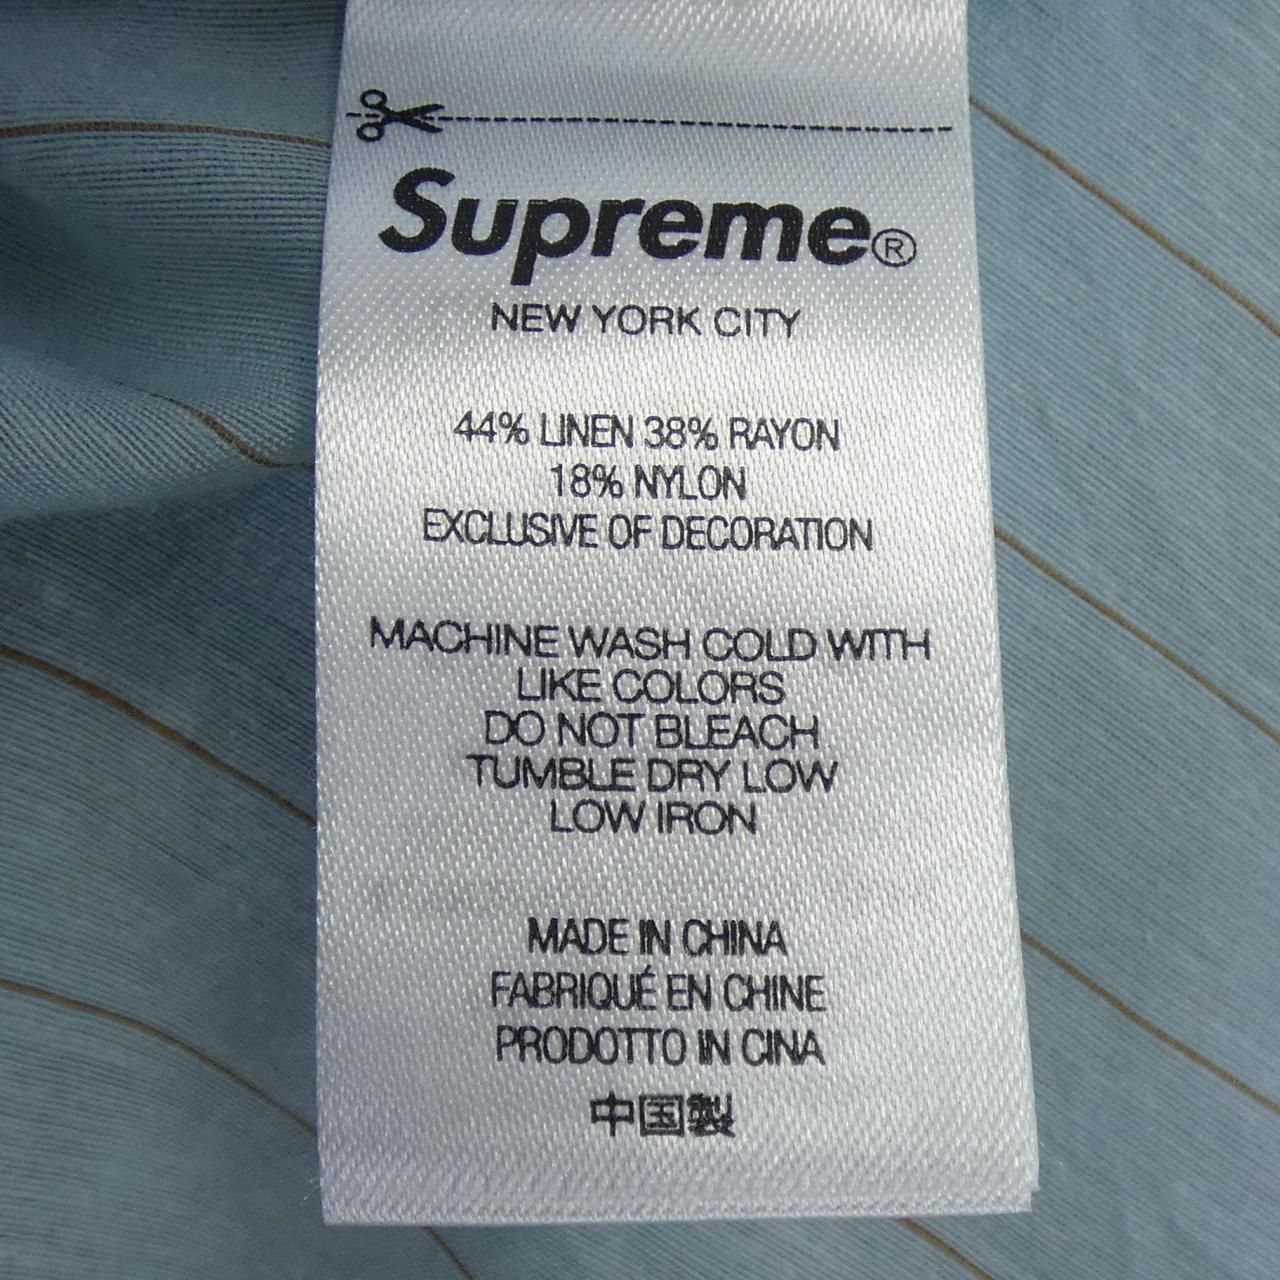 Supreme®
NEW YORK CITY
44% LINEN 38% RAYON
18% NYLON
EXCLUSIVE OF DECORATION
MACHINE WASH COLD WITH
LIKE COLORS
DO NOT BLEACH
TUMBLE DRY LOW
LOW IRON
MADE IN CHINA
FABRIQUÉ EN CHINE
PRODOTTO IN CINA
中国製